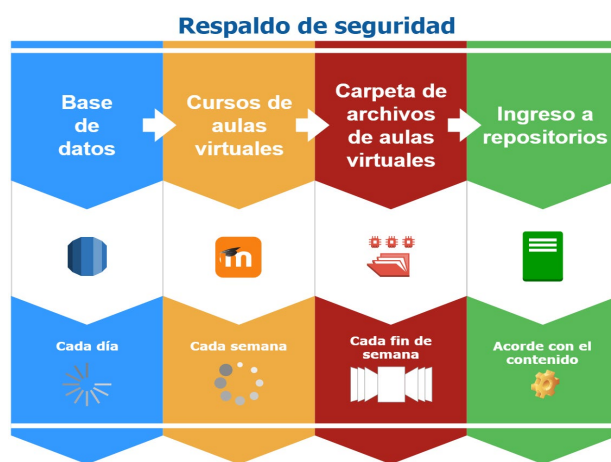 Respaldo de seguridad
Base
de
datos
Cursos de
aulas
virtuales
Carpeta de
archivos
de aulas
virtuales
Ingreso a
repositorios
m
Cada día
Cada semana
Cada fin de
semana
Acorde con el
contenido